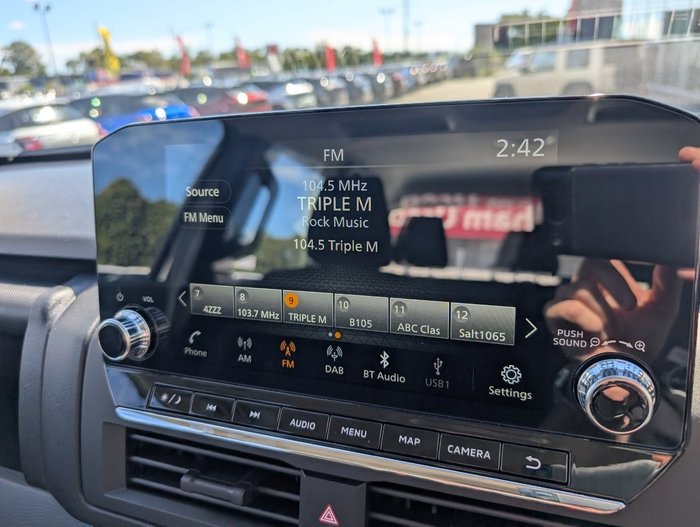 FM
2:42
104.5 MHz
TRIPLE M
Rock Music
104.5 Triple M
Source
FM Menu
7 4ZZZ
8 103.7 MHz
9 TRIPLE M
10 B105
11 ABC Clas
12 Salt1065
VOL
Phone
AM
FM
DAB
BT Audio
USB1
Settings
PUSH
SOUND
AUDIO
MENU
MAP
CAMERA